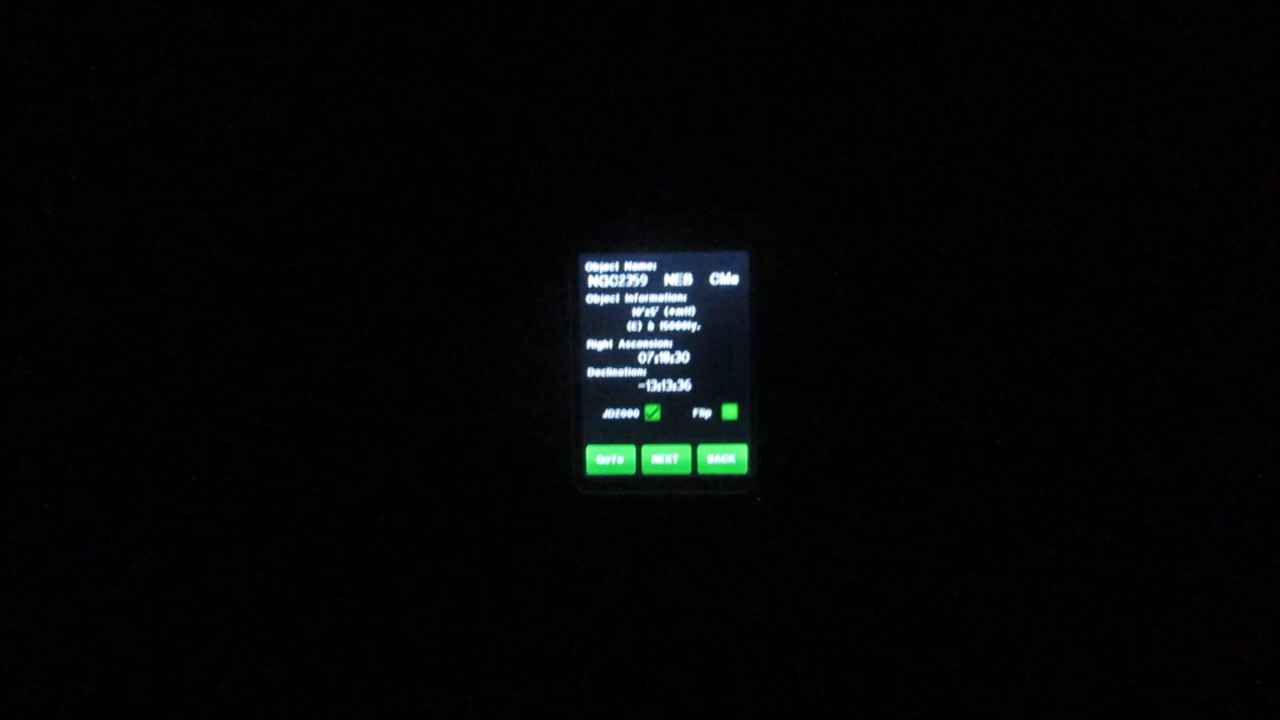 Object Name:
NGC2359 NEB CMa
Object Information:
10'x5' (emit)
(E) & 15000ly.
Right Ascension:
07:18:30
Declination:
-13:13:36
JD2000 Flip
GoTo NEXT BACK